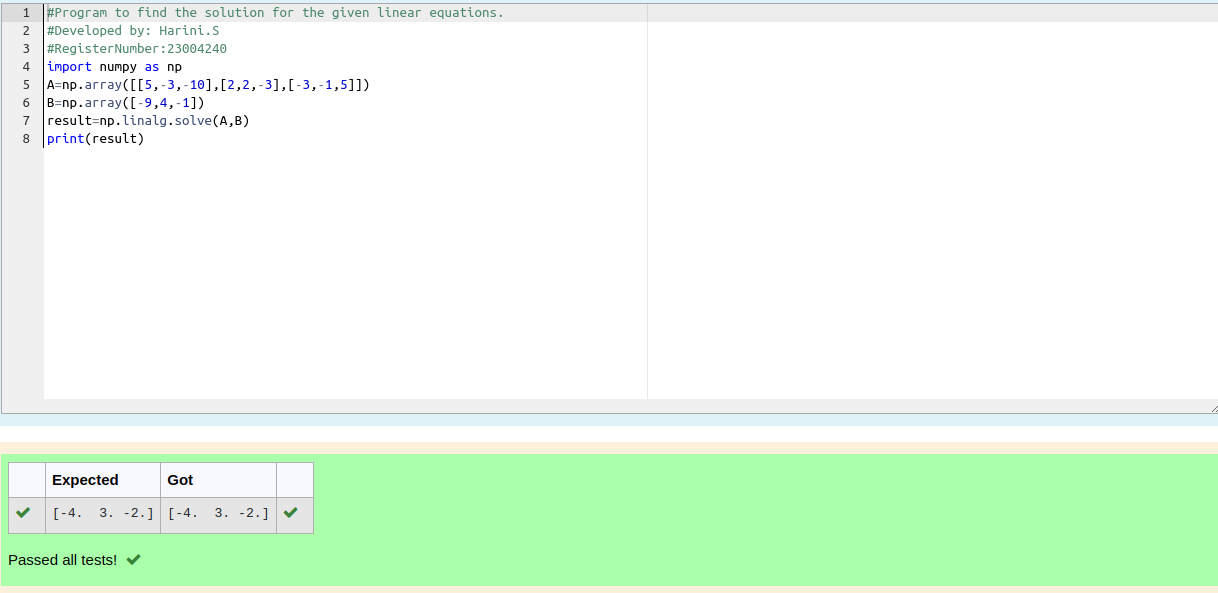 1 #Program to find the solution for the given linear equations.
2 #Developed by: Harini.S
3 #RegisterNumber:23004240
4 import numpy as np
5 A=np.array([[5,-3,-10],[2,2,-3],[-3,-1,5]])
6 B=np.array([-9,4,-1])
7 result=np.linalg.solve(A,B)
8 print(result)
Expected Got
[-4.  3. -2.] [-4.  3. -2.]
Passed all tests!